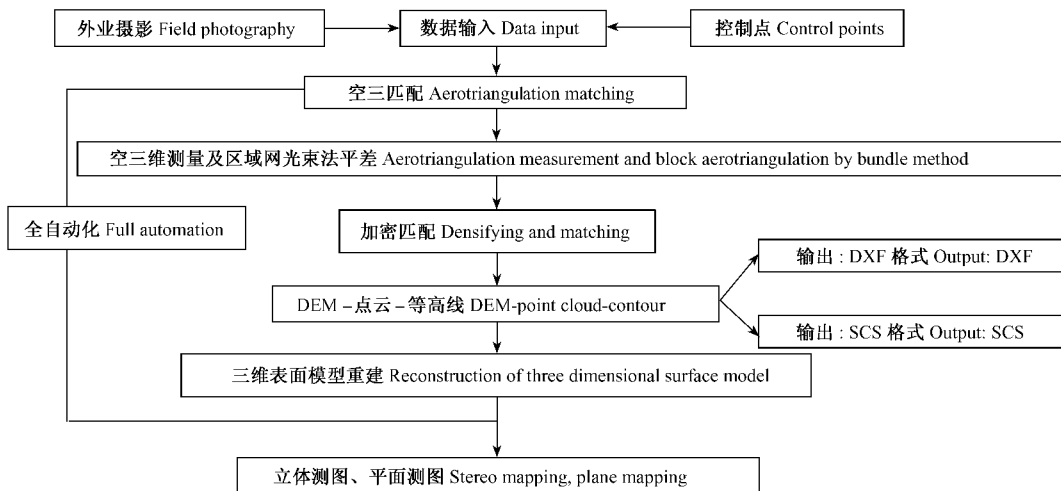 外业摄影 Field photography
数据输入 Data input
控制点 Control points
空三匹配 Aerotriangulation matching
空三维测量及区域网光束法平差 Aerotriangulation measurement and block aerotriangulation by bundle method
全自动化 Full automation
加密匹配 Densifying and matching
输出 : DXF 格式 Output: DXF
DEM –点云–等高线 DEM-point cloud-contour
输出 : SCS 格式 Output: SCS
三维表面模型重建 Reconstruction of three dimensional surface model
立体测图、平面测图 Stereo mapping, plane mapping